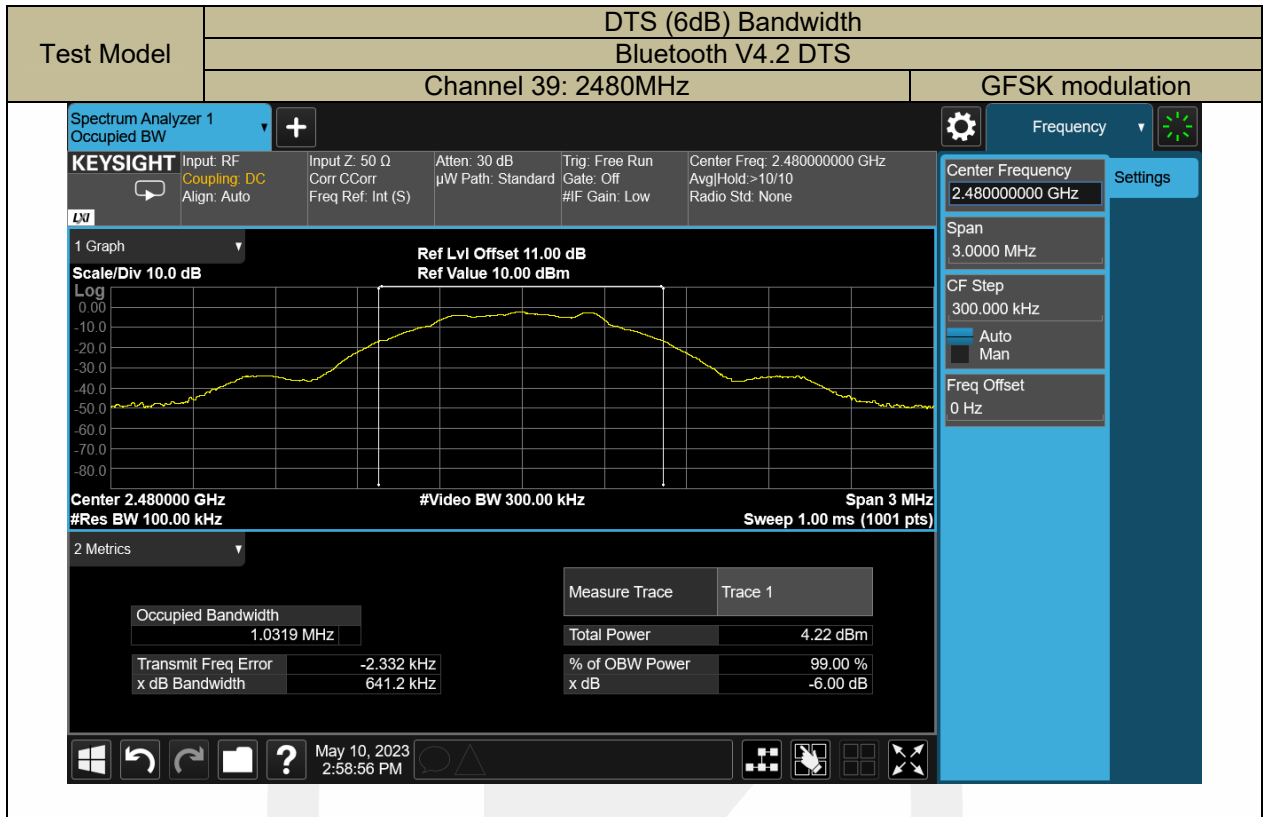 Test Model
DTS (6dB) Bandwidth
Bluetooth V4.2 DTS
Channel 39: 2480MHz
GFSK modulation
Spectrum Analyzer 1
Occupied BW
+
Frequency
KEYSIGHT
LXI
Input: RF
Coupling: DC
Align: Auto
Input Z: 50 Ω
Corr CCorr
Freq Ref: Int (S)
Atten: 30 dB
µW Path: Standard
Trig: Free Run
Gate: Off
#IF Gain: Low
Center Freq: 2.480000000 GHz
Avg|Hold:>10/10
Radio Std: None
Center Frequency
2.480000000 GHz
Settings
Span
3.0000 MHz
CF Step
300.000 kHz
Auto
Man
Freq Offset
0 Hz
1 Graph
Scale/Div 10.0 dB
Ref Lvl Offset 11.00 dB
Ref Value 10.00 dBm
Log
0.00
-10.0
-20.0
-30.0
-40.0
-50.0
-60.0
-70.0
-80.0
Center 2.480000 GHz
#Res BW 100.00 kHz
#Video BW 300.00 kHz
Span 3 MHz
Sweep 1.00 ms (1001 pts)
2 Metrics
Measure Trace Trace 1
Occupied Bandwidth
1.0319 MHz
Total Power 4.22 dBm
Transmit Freq Error -2.332 kHz
% of OBW Power 99.00 %
x dB Bandwidth 641.2 kHz
x dB -6.00 dB
?
May 10, 2023
2:58:56 PM